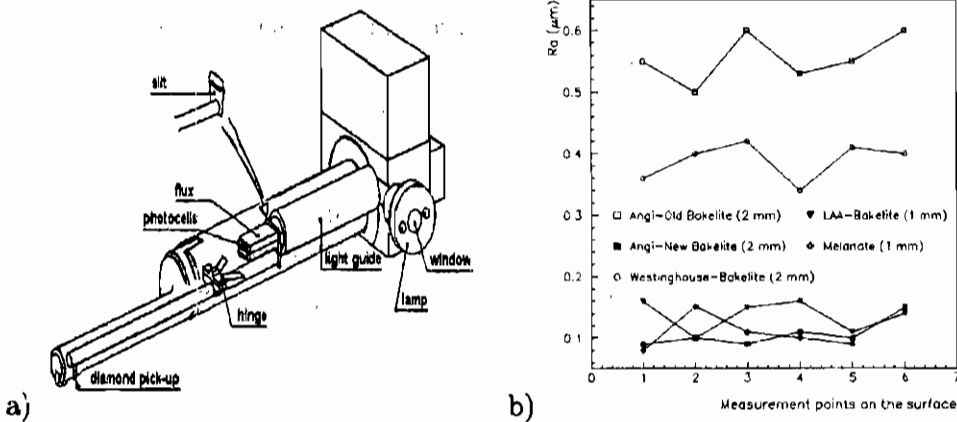 slit
flux
photocells
light guide
window
lamp
hinge
diamond pick-up
a)
Ra (μm)
0.6
0.5
0.4
0.3
0.2
0.1
□ Angi-Old Bakelite (2 mm) ▼ LAA-Bakelite (1 mm)
■ Angi-New Bakelite (2 mm) ◇ Melanate (1 mm)
○ Westinghouse-Bakelite (2 mm)
0 1 2 3 4 5 6 7
Measurement points on the surface
b)